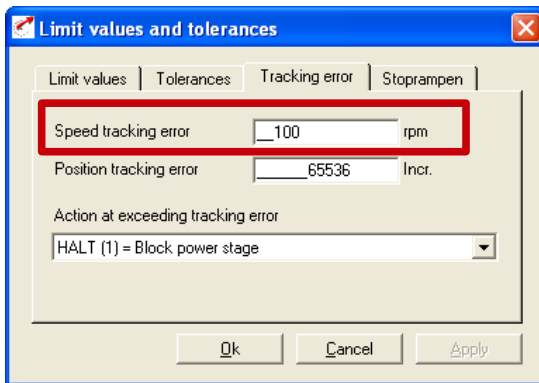 Limit values and tolerances
Limit values Tolerances Tracking error Stoprampen
Speed tracking error __100 rpm
Position tracking error ______65536 Incr.
Action at exceeding tracking error
HALT (1) = Block power stage
Ok Cancel Apply